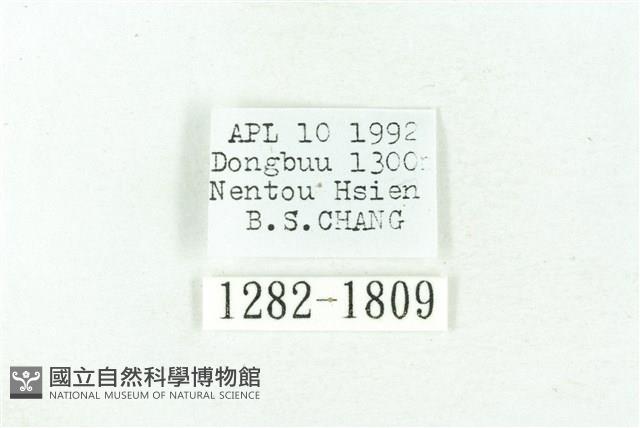 APL 10 1992
Dongbuu 1300m
Nentou Hsien
B.S.CHANG
1282-1809
國立自然科學博物館
NATIONAL MUSEUM OF NATURAL SCIENCE